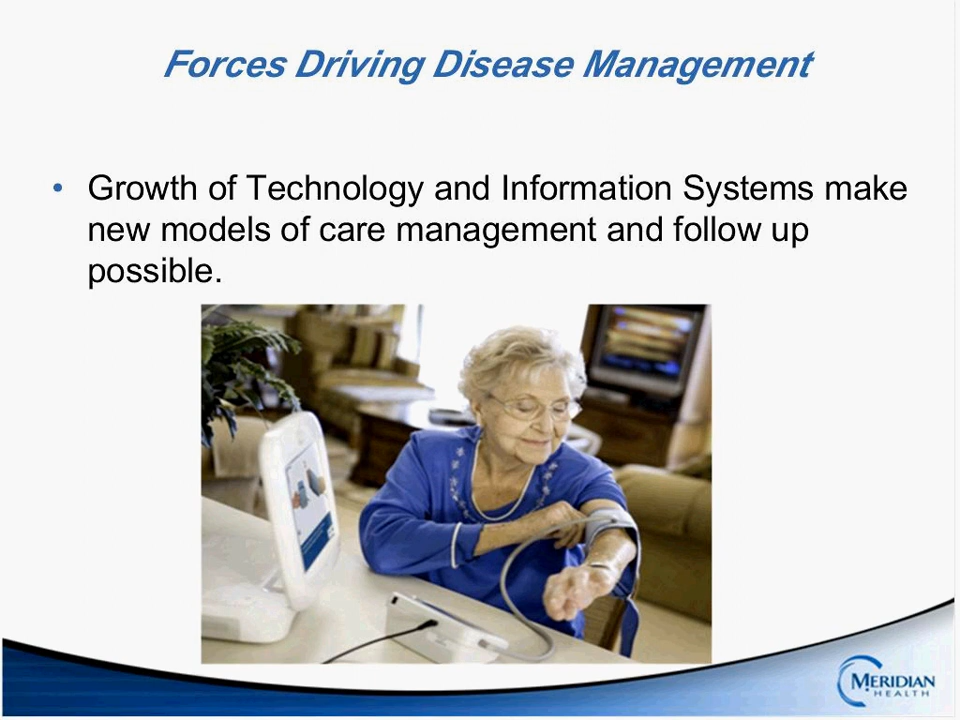 Forces Driving Disease Management
• Growth of Technology and Information Systems make
new models of care management and follow up
possible.
MERIDIAN
HEALTH